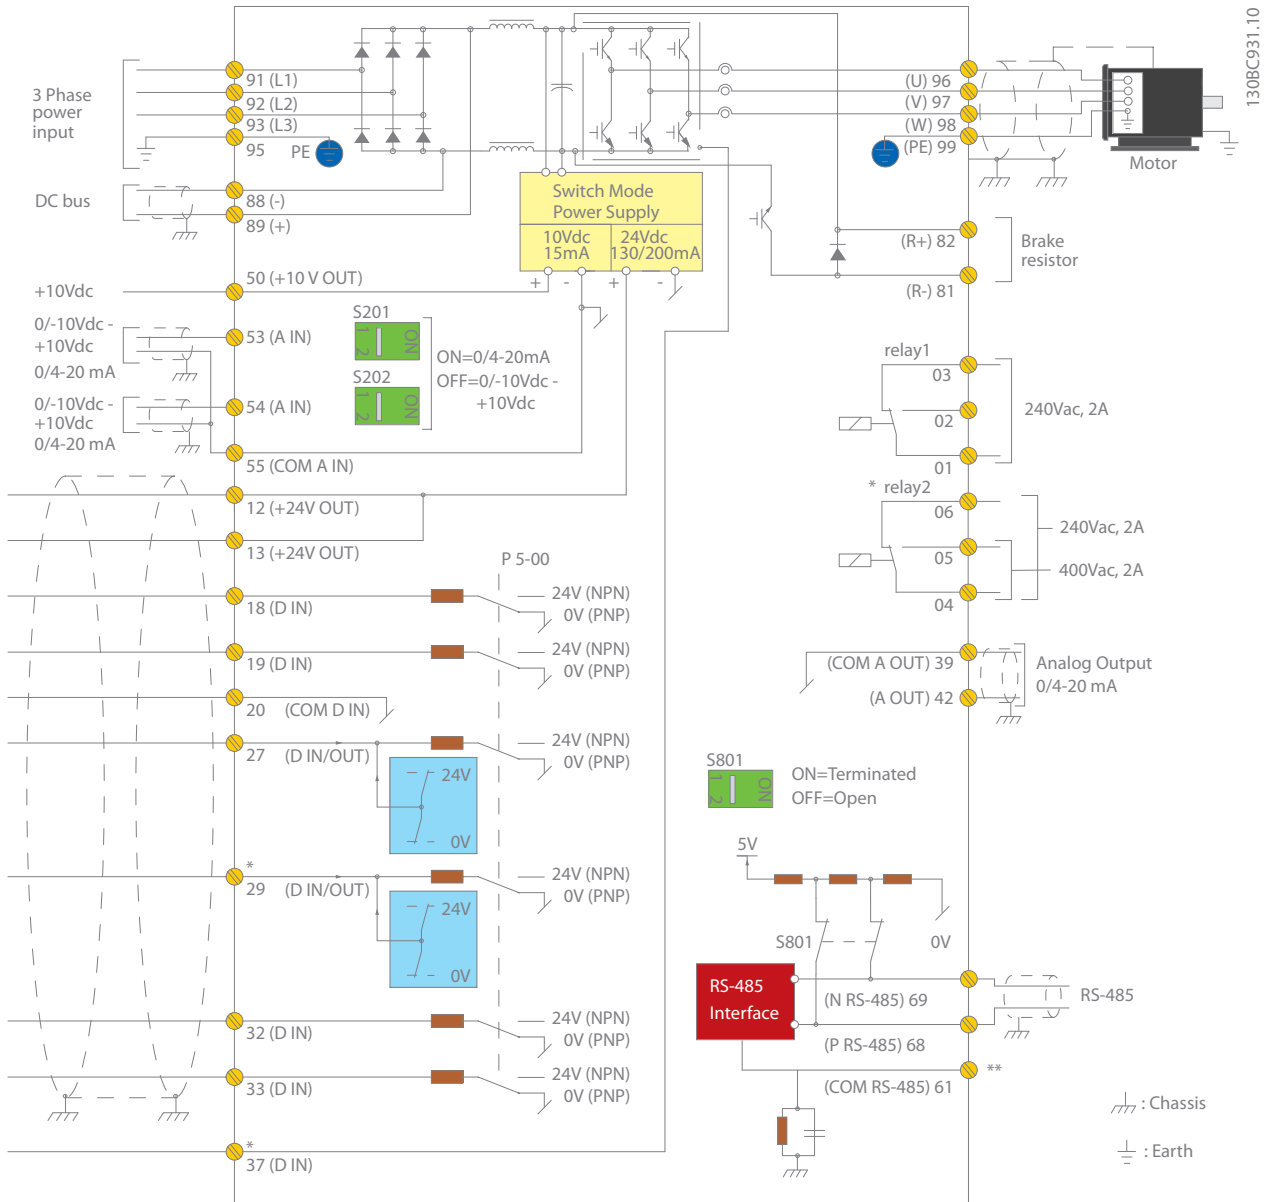 130BC931.10
3 Phase
power
input
91 (L1)
92 (L2)
93 (L3)
95
PE
DC bus
88 (-)
89 (+)
Switch Mode
Power Supply
10Vdc
15mA
24Vdc
130/200mA
+ - + -
(U) 96
(V) 97
(W) 98
(PE) 99
Motor
(R+) 82
Brake
resistor
(R-) 81
+10Vdc
50 (+10 V OUT)
0/-10Vdc -
+10Vdc
0/4-20 mA
53 (A IN)
S201
1 2 ON
S202
1 2 ON
ON=0/4-20mA
OFF=0/-10Vdc -
+10Vdc
0/-10Vdc -
+10Vdc
0/4-20 mA
54 (A IN)
55 (COM A IN)
relay1
03
02
01
240Vac, 2A
* relay2
06
05
04
240Vac, 2A
400Vac, 2A
12 (+24V OUT)
13 (+24V OUT)
P 5-00
18 (D IN)
24V (NPN)
0V (PNP)
19 (D IN)
24V (NPN)
0V (PNP)
20 (COM D IN)
27 (D IN/OUT)
24V (NPN)
0V (PNP)
24V
0V
*
29 (D IN/OUT)
24V (NPN)
0V (PNP)
24V
0V
32 (D IN)
24V (NPN)
0V (PNP)
33 (D IN)
24V (NPN)
0V (PNP)
*
37 (D IN)
(COM A OUT) 39
(A OUT) 42
Analog Output
0/4-20 mA
S801
1 2 ON
ON=Terminated
OFF=Open
5V
S801
0V
RS-485
Interface
(N RS-485) 69
(P RS-485) 68
RS-485
(COM RS-485) 61
**
: Chassis
: Earth